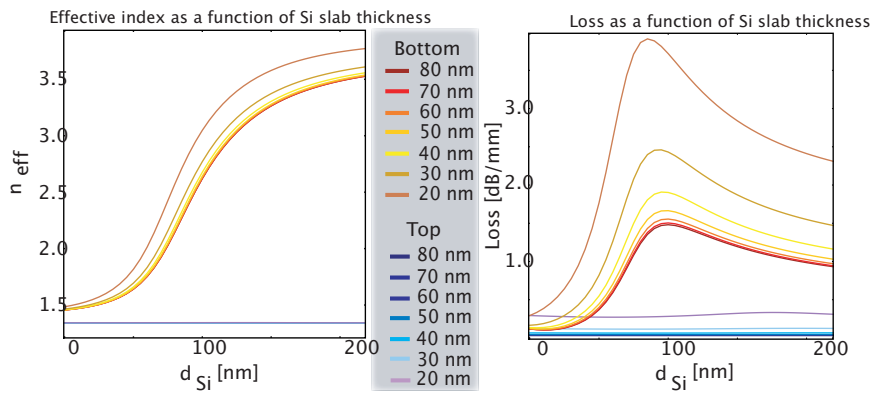 Effective index as a function of Si slab thickness
3.5
3.0
2.5
2.0
1.5
n eff
0
100
200
d Si [nm]
Bottom
80 nm
70 nm
60 nm
50 nm
40 nm
30 nm
20 nm
Top
80 nm
70 nm
60 nm
50 nm
40 nm
30 nm
20 nm
Loss as a function of Si slab thickness
3.0
2.0
1.0
Loss [dB/mm]
0
100
200
d Si [nm]